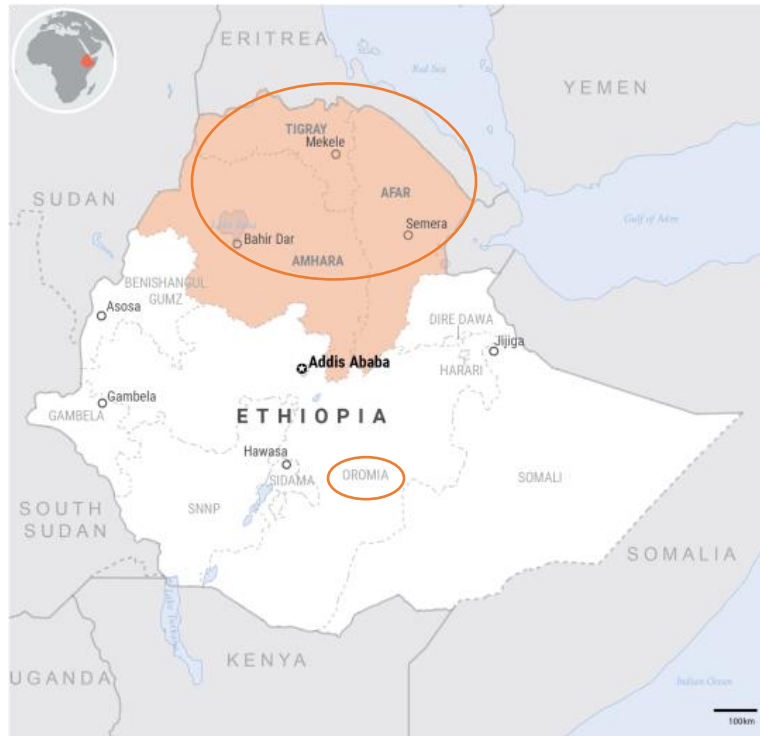 ERITREA
Red Sea
YEMEN
TIGRAY
Mekele
SUDAN
AFAR
Semera
Gulf of Aden
Bahir Dar
AMHARA
BENISHANGUL
GUMZ
Asosa
DIRE DAWA
Jijiga
HARARI
Addis Ababa
Gambela
GAMBELA
ETHIOPIA
Hawasa
SIDAMA
OROMIA
SOMALI
SNNP
SOUTH
SUDAN
SOMALIA
Lake Turkana
UGANDA
KENYA
Indian Ocean
100km